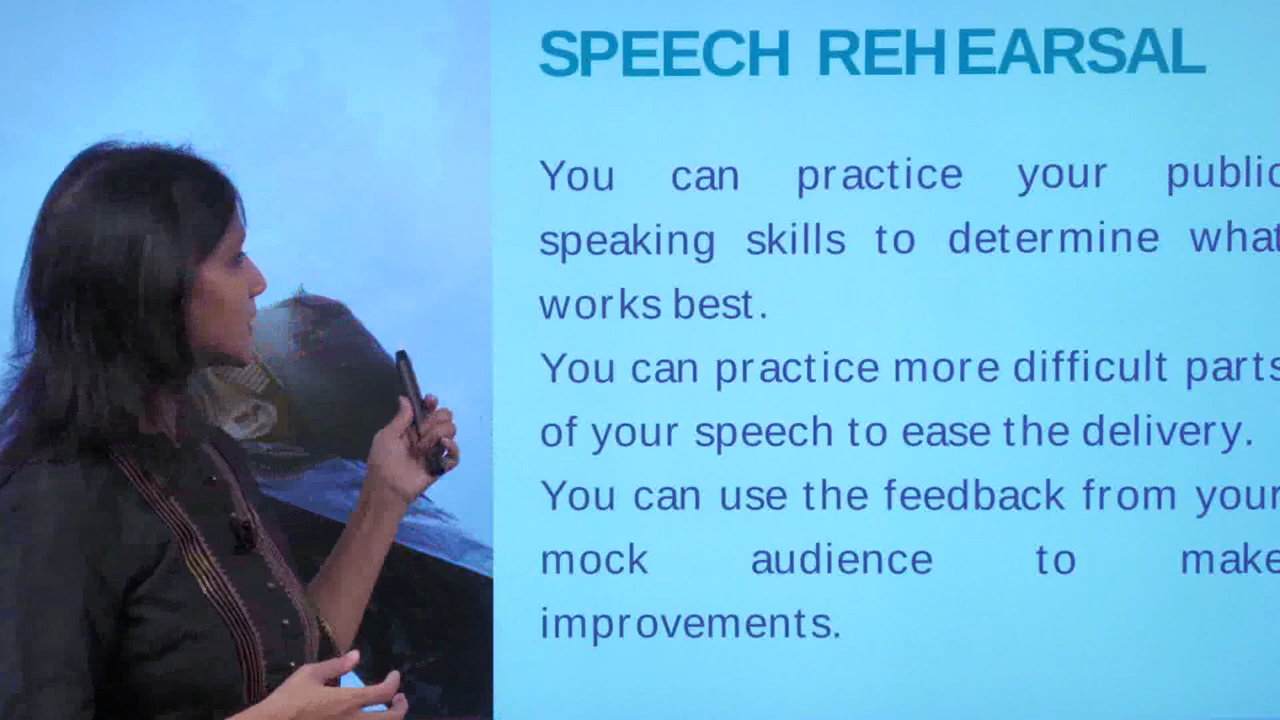 SPEECH REHEARSAL
You can practice your public
speaking skills to determine what
works best.
You can practice more difficult parts
of your speech to ease the delivery.
You can use the feedback from your
mock audience to make
improvements.